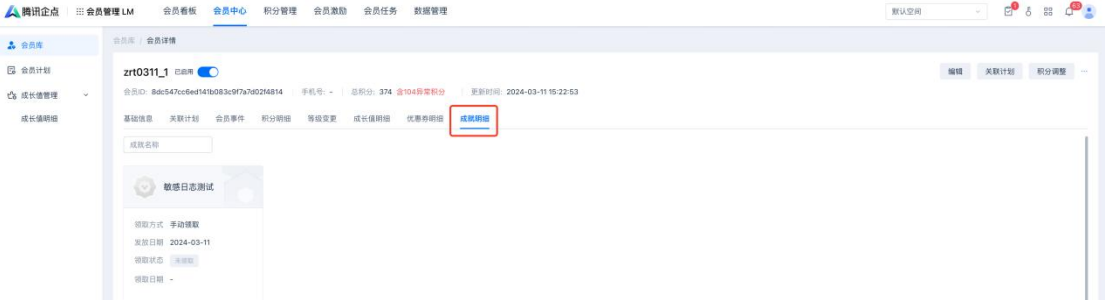 腾讯企点 会员管理 LM 会员看板 会员中心 积分管理 会员激励 会员任务 数据管理 默认空间 1 63
会员库 会员库 / 会员详情
会员计划 zrt0311_1 已启用 编辑 关联计划 积分调整 ...
成长值管理 会员ID: 8dc547cc6ed141b083c9f7a7d02f4814 手机号: - 总积分: 374 含104异常积分 更新时间: 2024-03-11 15:22:53
成长值明细 基础信息 关联计划 会员事件 积分明细 等级变更 成长值明细 优惠券明细 成就明细
成就名称
敏感日志测试
领取方式 手动领取
发放日期 2024-03-11
领取状态 未领取
领取日期 -